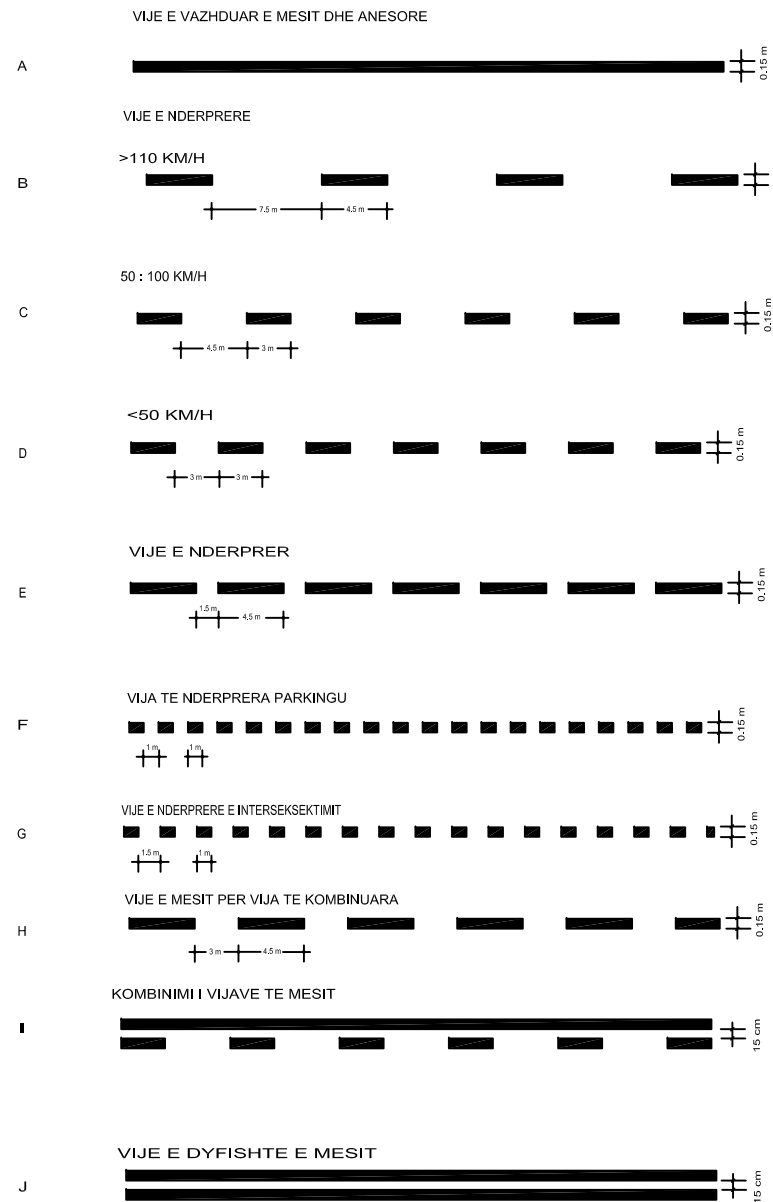 VIJE E VAZHDUAR E MESIT DHE ANESORE
A
0.15 m
VIJE E NDERPRERE
>110 KM/H
B
7.5 m
4.5 m
50 : 100 KM/H
C
0.15 m
4.5 m
3 m
<50 KM/H
D
0.15 m
3 m
3 m
VIJE E NDERPRER
E
0.15 m
1.5 m
4.5 m
VIJA TE NDERPRERA PARKINGU
F
0.15 m
1 m
1 m
VIJE E NDERPRERE E INTERSEKSEKTIMIT
G
0.15 m
1.5 m
1 m
VIJE E MESIT PER VIJA TE KOMBINUARA
H
0.15 m
3 m
4.5 m
KOMBINIMI I VIJAVE TE MESIT
I
15 cm
VIJE E DYFISHTE E MESIT
J
15 cm